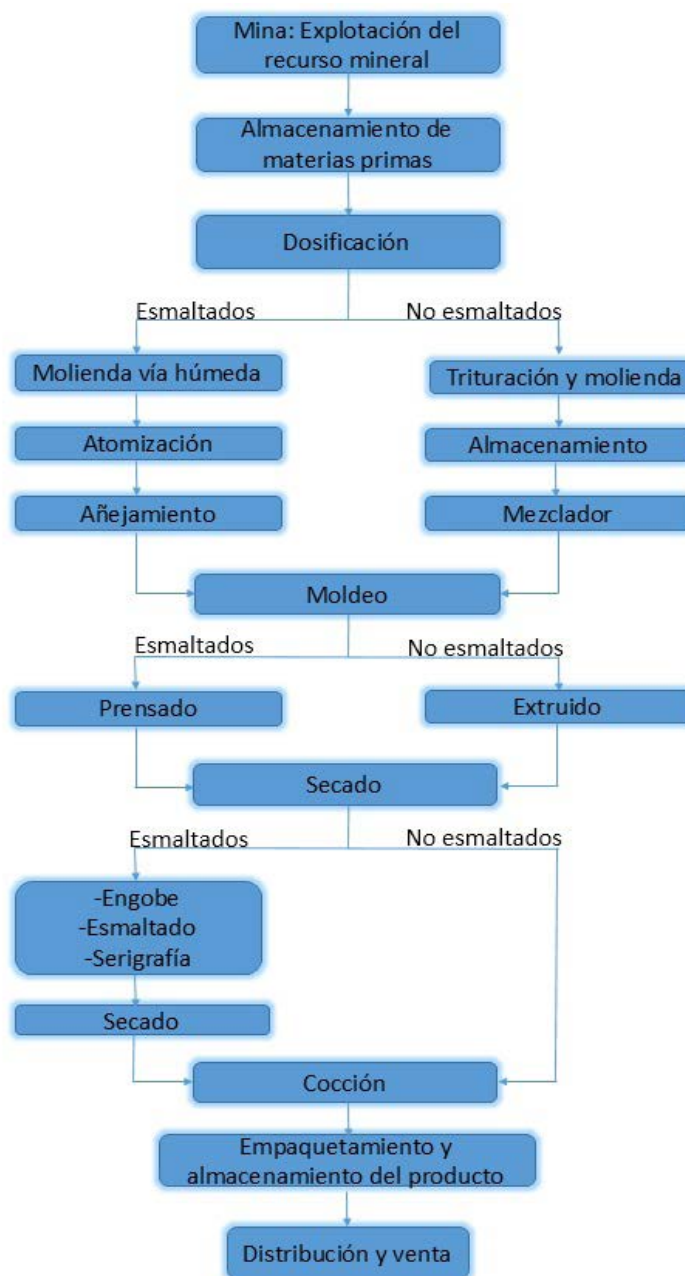 Mina: Explotación del
recurso mineral
Almacenamiento de
materias primas
Dosificación
Esmaltados
No esmaltados
Molienda vía húmeda
Trituración y molienda
Atomización
Almacenamiento
Añejamiento
Mezclador
Moldeo
Esmaltados
No esmaltados
Prensado
Extruido
Secado
Esmaltados
No esmaltados
-Engobe
-Esmaltado
-Serigrafía
Secado
Cocción
Empaquetamiento y
almacenamiento del producto
Distribución y venta